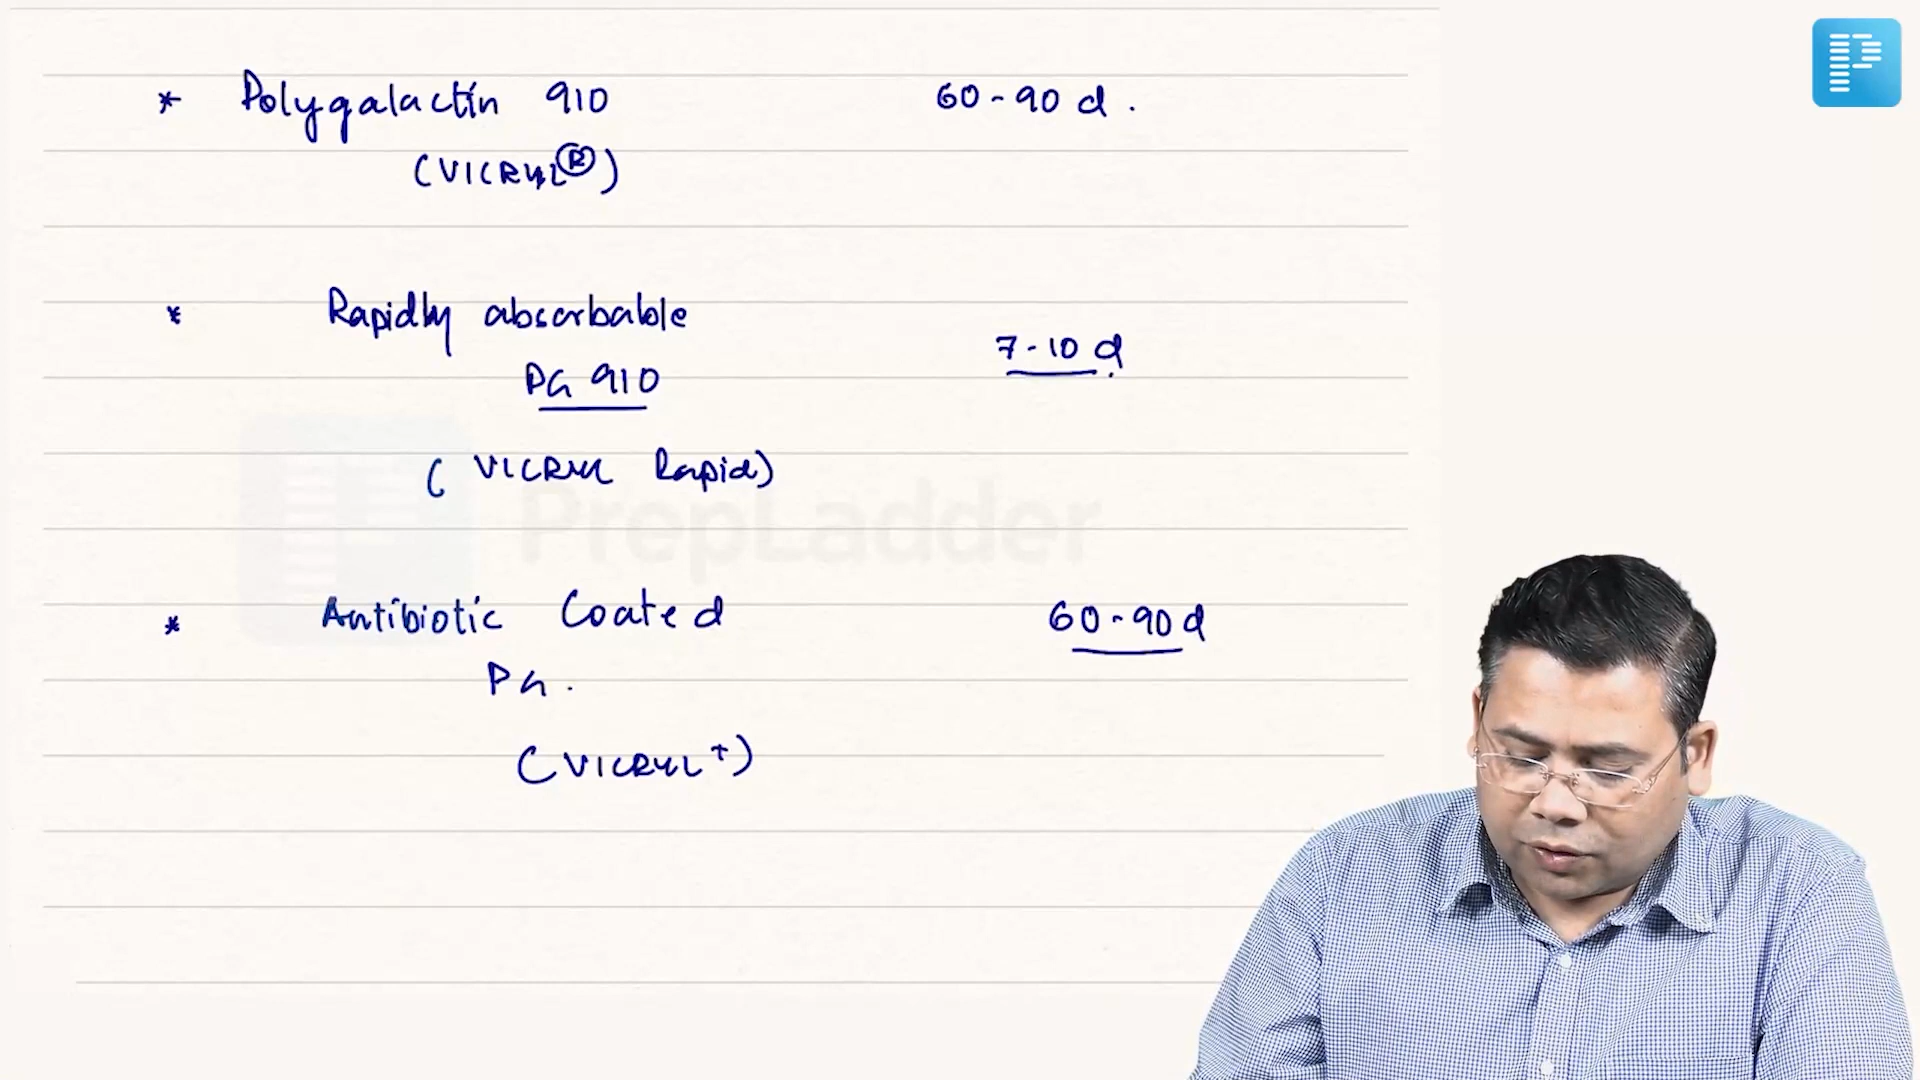 * Polygalactin 910 60-90 d.
(VICRYL®)
* Rapidly absorbable
7-10 d.
PG 910
(VICRYL Rapid)
PrepLadder
* Antibiotic Coated 60-90 d
PG.
(VICRYL +)